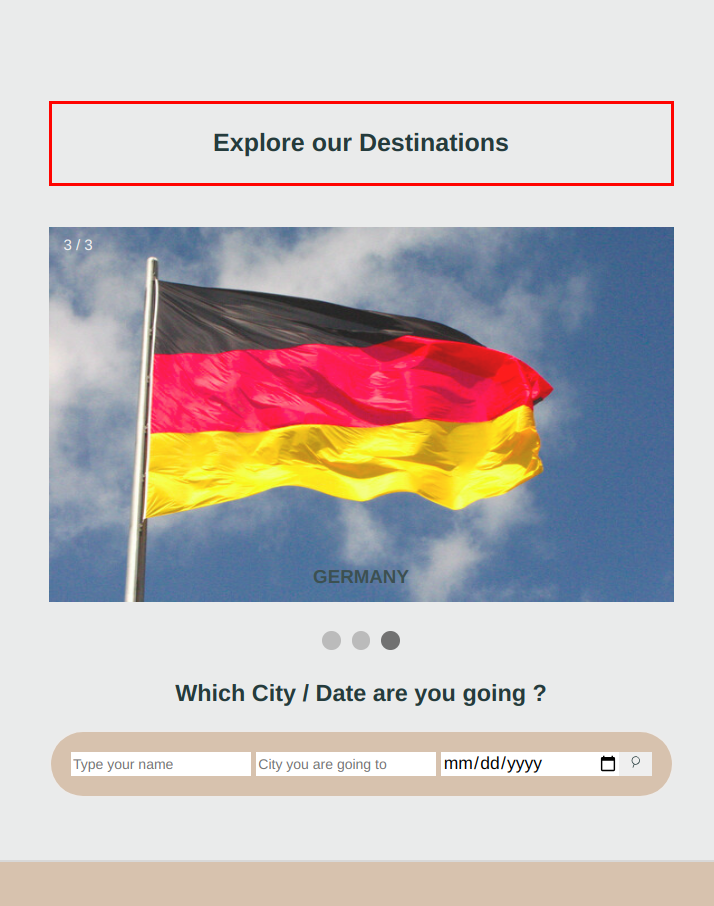 Explore our Destinations
3 / 3
GERMANY
Which City / Date are you going ?
Type your name
City you are going to
mm/dd/yyyy